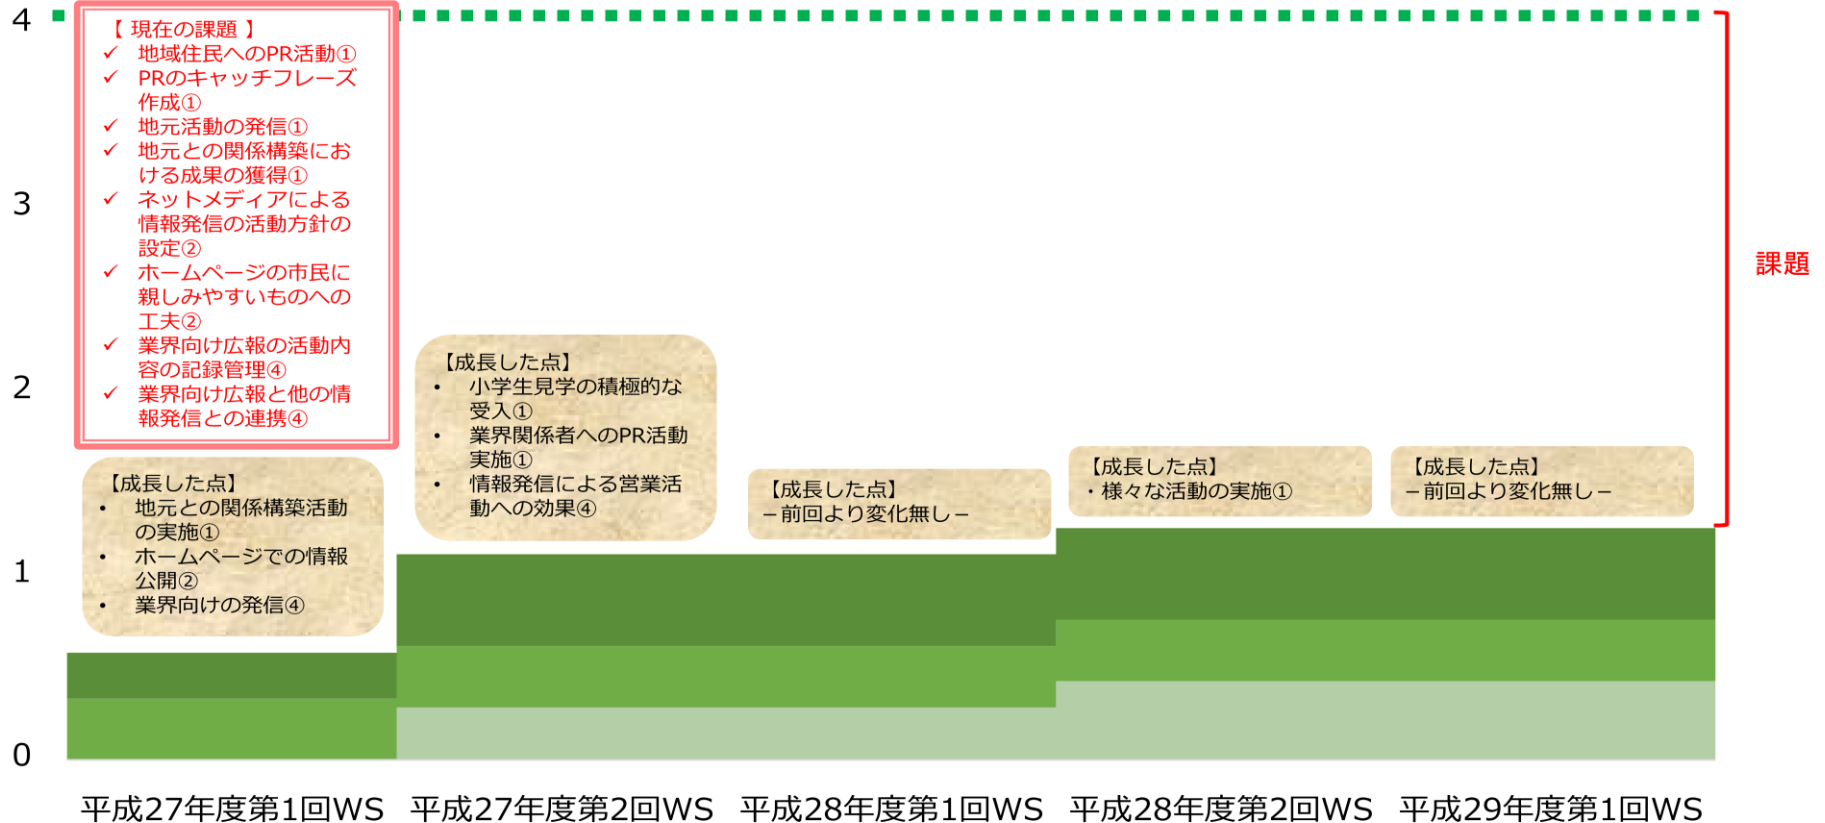 4
3
2
1
0
【 現在の課題 】
✓ 地域住民へのPR活動①
✓ PRのキャッチフレーズ
作成①
✓ 地元活動の発信①
✓ 地元との関係構築にお
ける成果の獲得①
✓ ネットメディアによる
情報発信の活動方針の
設定②
✓ ホームページの市民に
親しみやすいものへの
工夫②
✓ 業界向け広報の活動内
容の記録管理④
✓ 業界向け広報と他の情
報発信との連携④
【成長した点】
• 地元との関係構築活動
の実施①
• ホームページでの情報
公開②
• 業界向けの発信④
【成長した点】
• 小学生見学の積極的な
受入①
• 業界関係者へのPR活動
実施①
• 情報発信による営業活
動への効果④
【成長した点】
－前回より変化無し－
【成長した点】
・様々な活動の実施①
【成長した点】
－前回より変化無し－
課題
平成27年度第1回WS
平成27年度第2回WS
平成28年度第1回WS
平成28年度第2回WS
平成29年度第1回WS